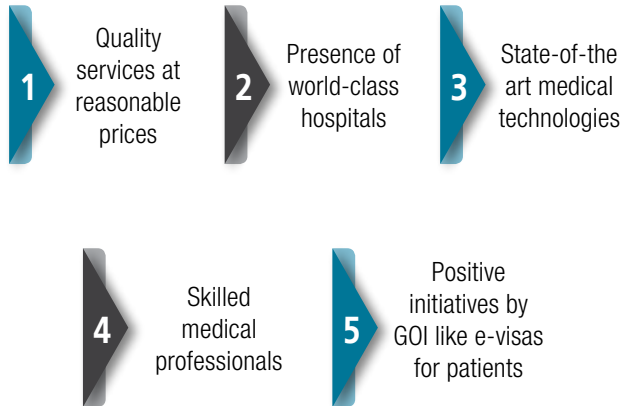 1
Quality
services at
reasonable
prices
2
Presence of
world-class
hospitals
3
State-of-the
art medical
technologies
4
Skilled
medical
professionals
5
Positive
initiatives by
GOI like e-visas
for patients